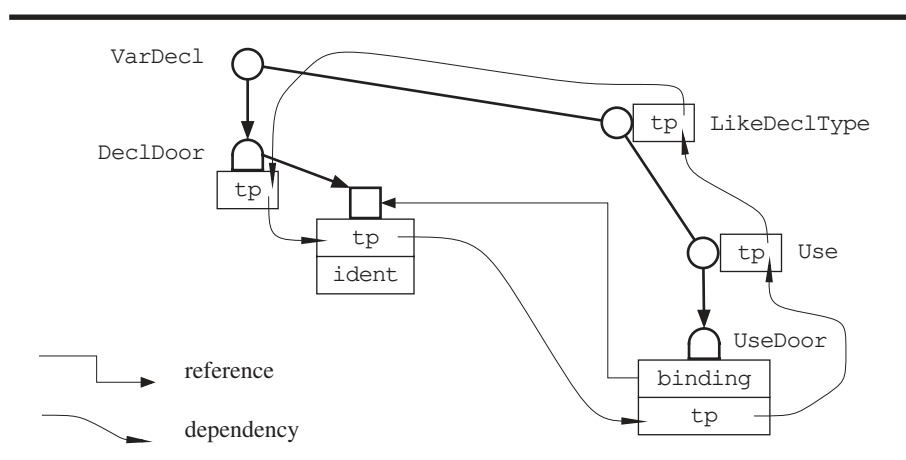 VarDecl
tp
LikeDeclType
DeclDoor
tp
tp
ident
tp
Use
UseDoor
binding
tp
reference
dependency